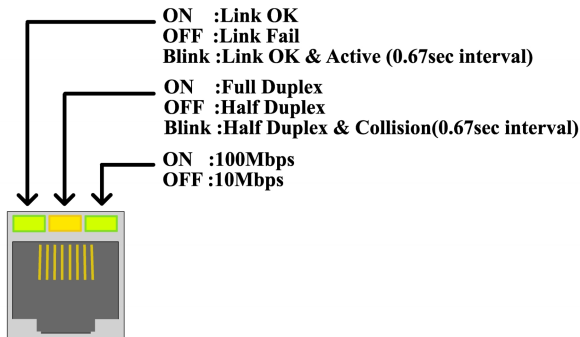 ON :Link OK
OFF :Link Fail
Blink :Link OK & Active (0.67sec interval)
ON :Full Duplex
OFF :Half Duplex
Blink :Half Duplex & Collision(0.67sec interval)
ON :100Mbps
OFF :10Mbps